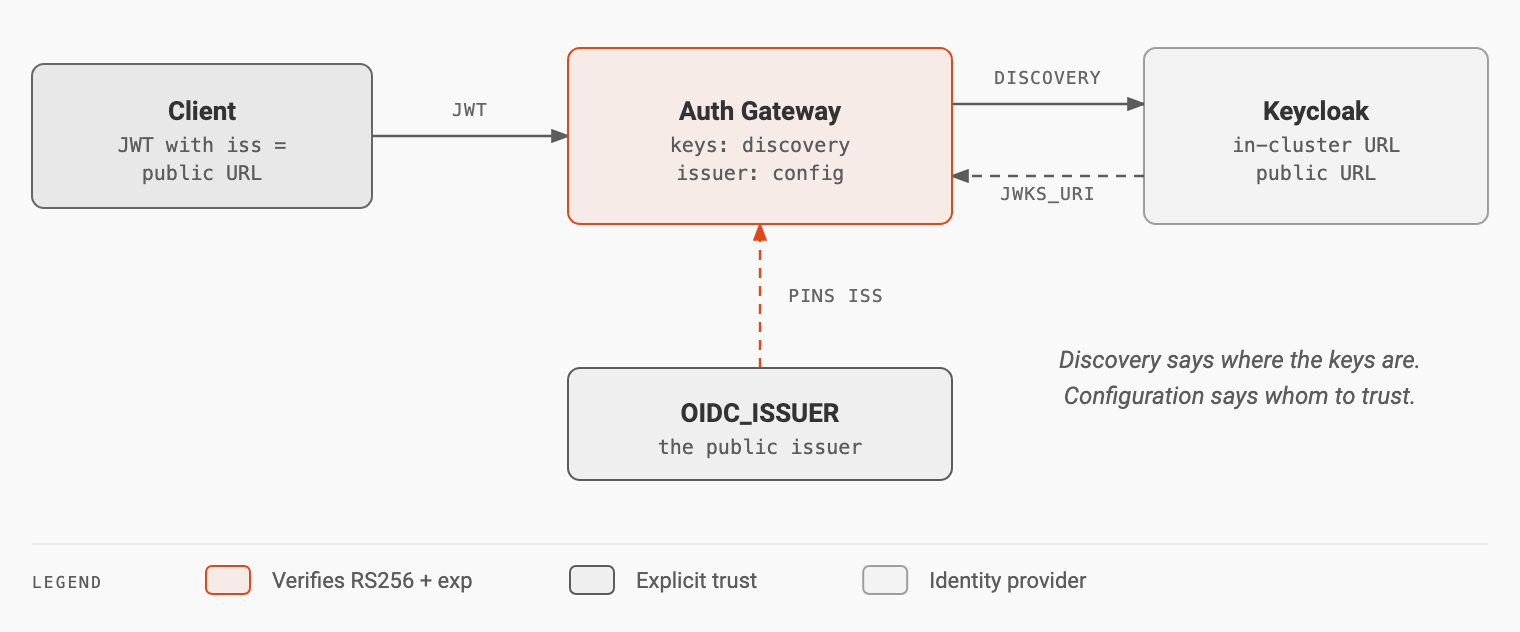 Client
JWT with iss =
public URL
JWT
Auth Gateway
keys: discovery
issuer: config
DISCOVERY
JWKS_URI
Keycloak
in-cluster URL
public URL
PINS ISS
OIDC_ISSUER
the public issuer
Discovery says where the keys are.
Configuration says whom to trust.
LEGEND
Verifies RS256 + exp
Explicit trust
Identity provider